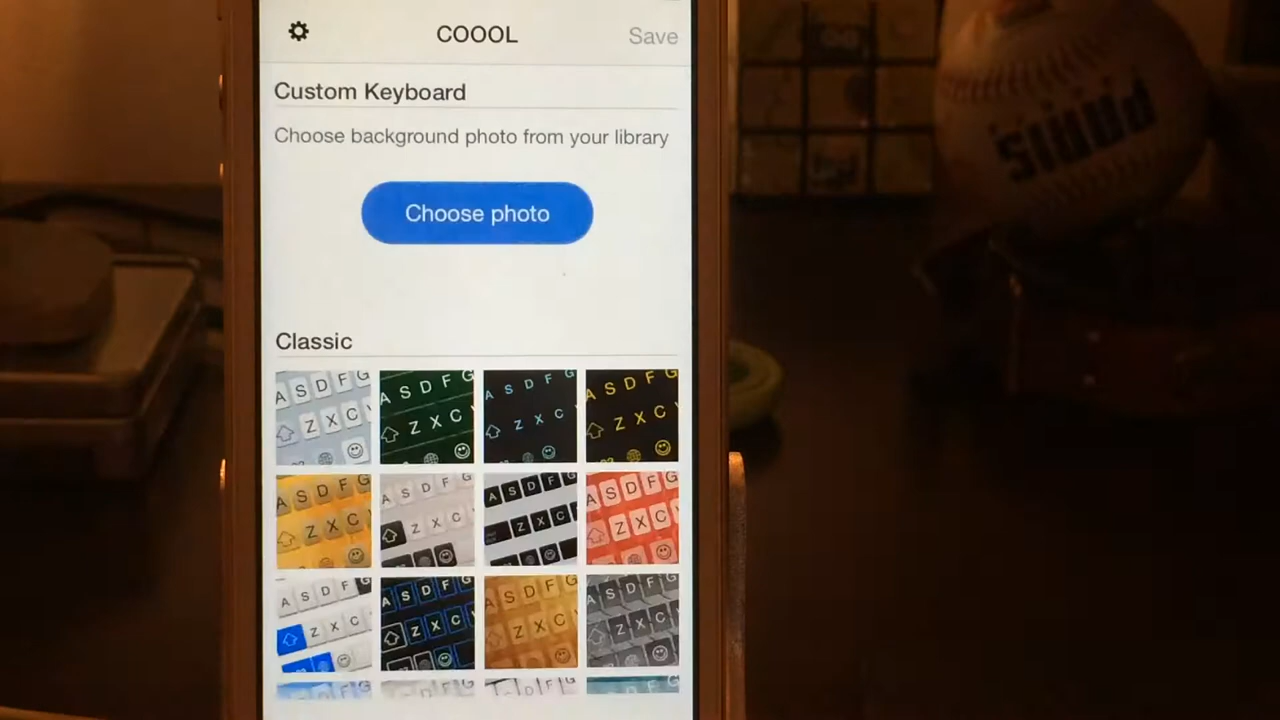 COOOL
Save
Custom Keyboard
Choose background photo from your library
Choose photo
Classic
A S D F G
A S D F G
A S D F G
A S D F G
Z X C
Z X C
Z X C
Z X C
A S D F G
A S D F G
A S D F G
A S D F G
Z X C
Z X C
Z X C
Z X C
A S D F G
A S D F G
A S D F G
A S D F G
Z X C
Z X C
Z X C
Z X C